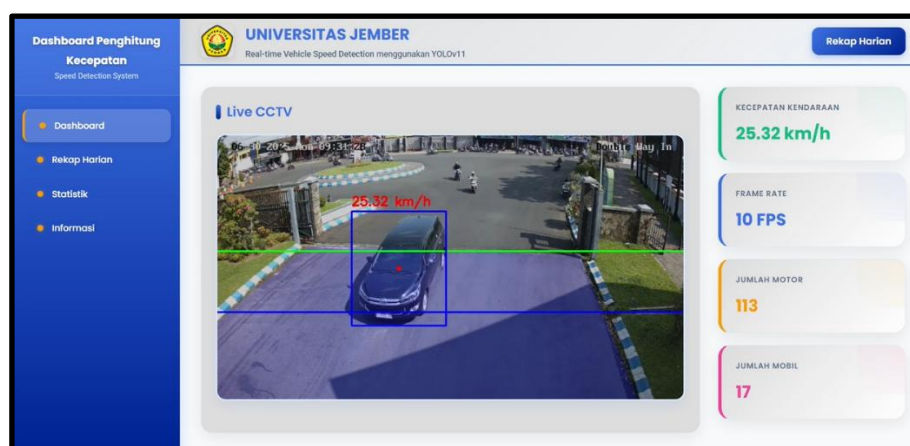 Dashboard Penghitung
Kecepatan
Speed Detection System
Dashboard
Rekap Harian
Statistik
Informasi
UNIVERSITAS JEMBER
Real-time Vehicle Speed Detection menggunakan YOLOv11
Rekap Harian
Live CCTV
Double Way In
25.32 km/h
KECEPATAN KENDARAAN
25.32 km/h
FRAME RATE
10 FPS
JUMLAH MOTOR
113
JUMLAH MOBIL
17